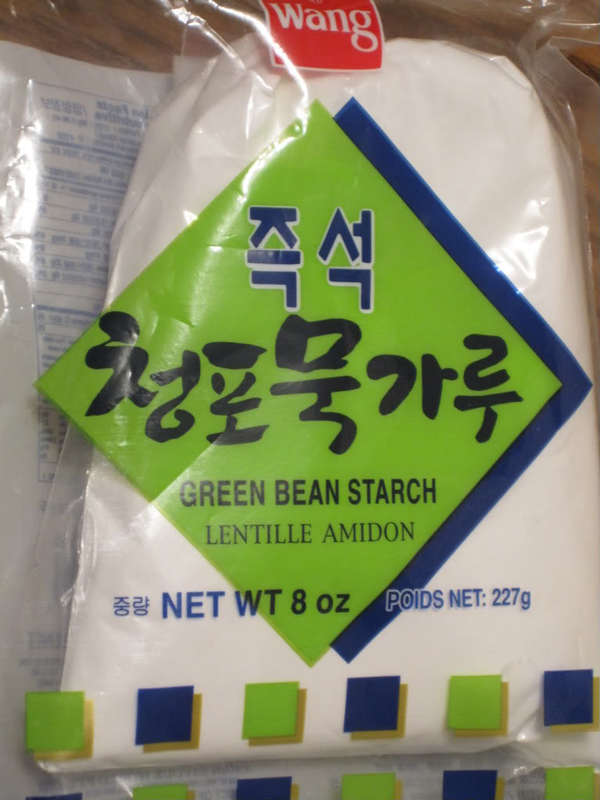 Wang
즉석
청포묵가루
GREEN BEAN STARCH
LENTILLE AMIDON
중량 NET WT 8 oz POIDS NET: 227g